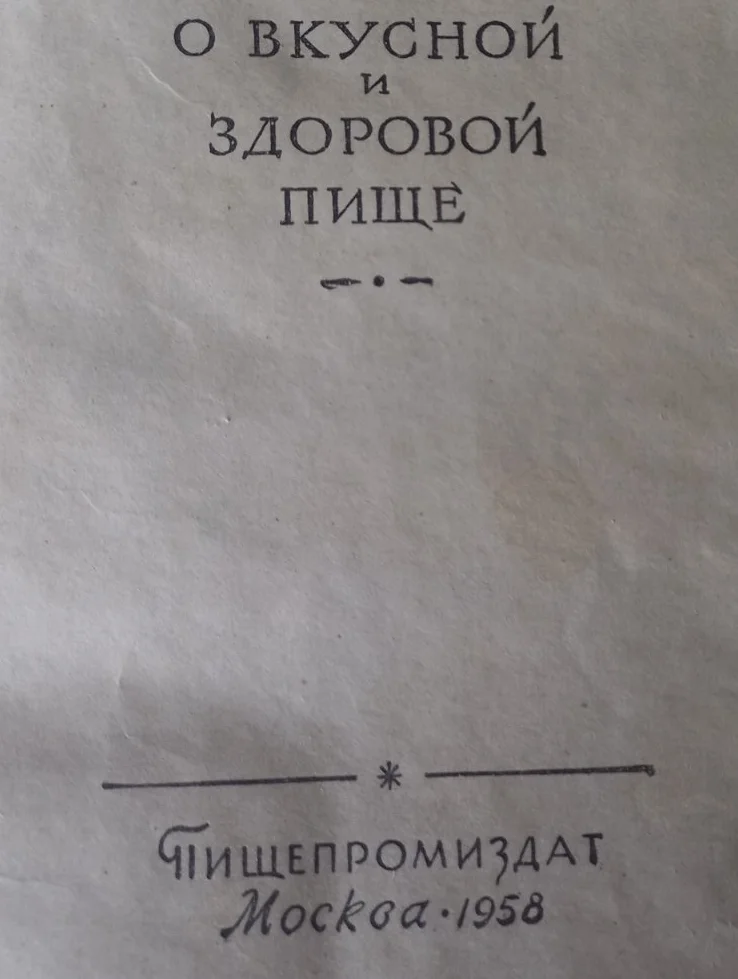 О ВКУСНОЙ
И
ЗДОРОВОЙ
ПИЩЕ
ПИЩЕПРОМИЗДАТ
Москва · 1958